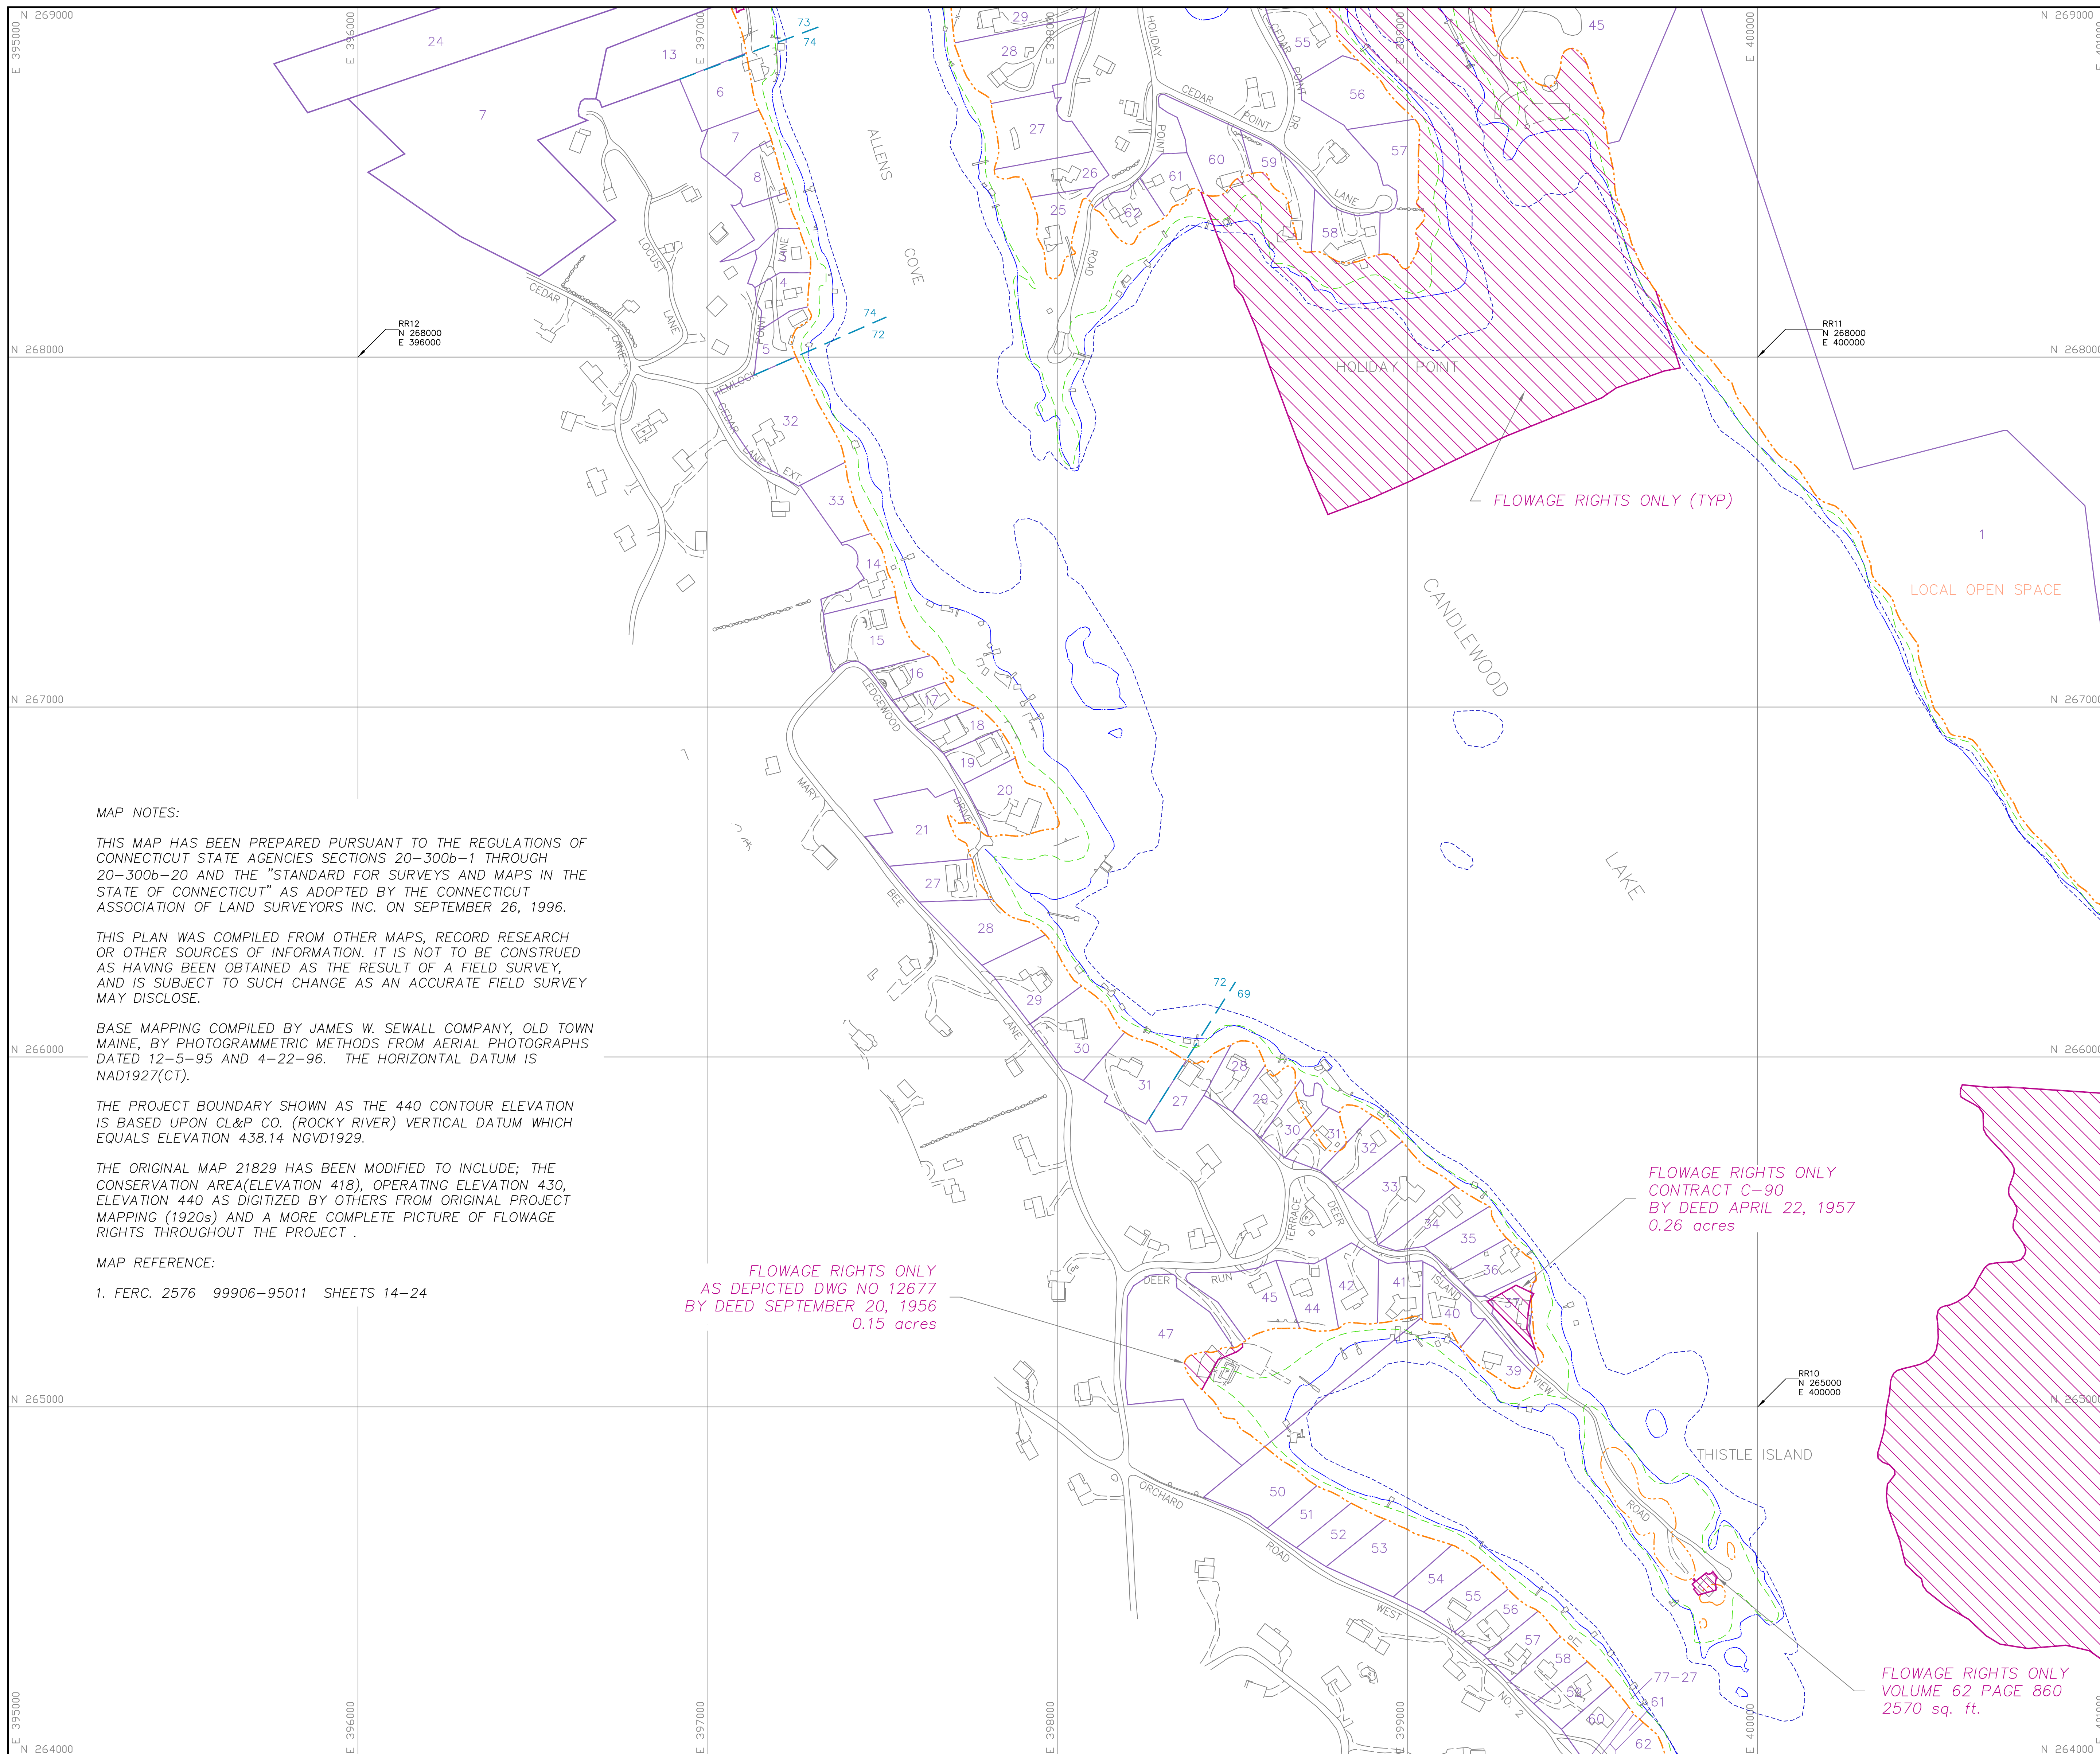 N 269000
E 395000
E 396000
E 397000
E 398000
E 399000
E 400000
N 269000
24
13
73
74
29
28
HOLIDAY
CEDAR
POINT
DR.
55
45
7
6
7
8
ALLENS
COVE
27
26
25
POINT
CEDAR
POINT
LANE
56
57
60
59
61
62
58
ROAD
LOCUST
LANE
CEDAR
LANE
LANE
POINT
HEMLOCK
4
5
74
72
RR12
N 268000
E 396000
RR11
N 268000
E 400000
N 268000
N 268000
HOLIDAY POINT
CEDAR
LANE
EXT
32
33
14
FLOWAGE RIGHTS ONLY (TYP)
1
LOCAL OPEN SPACE
CANDLEWOOD
LAKE
15
16
17
18
19
20
LEDGEWOOD
DRIVE
N 267000
N 267000
MARY
BEE
LANE
21
27
28
29
30
31
72
69
MAP NOTES:
THIS MAP HAS BEEN PREPARED PURSUANT TO THE REGULATIONS OF
CONNECTICUT STATE AGENCIES SECTIONS 20-300b-1 THROUGH
20-300b-20 AND THE "STANDARD FOR SURVEYS AND MAPS IN THE
STATE OF CONNECTICUT" AS ADOPTED BY THE CONNECTICUT
ASSOCIATION OF LAND SURVEYORS INC. ON SEPTEMBER 26, 1996.
THIS PLAN WAS COMPILED FROM OTHER MAPS, RECORD RESEARCH
OR OTHER SOURCES OF INFORMATION. IT IS NOT TO BE CONSTRUED
AS HAVING BEEN OBTAINED AS THE RESULT OF A FIELD SURVEY,
AND IS SUBJECT TO SUCH CHANGE AS AN ACCURATE FIELD SURVEY
MAY DISCLOSE.
BASE MAPPING COMPILED BY JAMES W. SEWALL COMPANY, OLD TOWN
MAINE, BY PHOTOGRAMMETRIC METHODS FROM AERIAL PHOTOGRAPHS
DATED 12-5-95 AND 4-22-96. THE HORIZONTAL DATUM IS
NAD1927(CT).
THE PROJECT BOUNDARY SHOWN AS THE 440 CONTOUR ELEVATION
IS BASED UPON CL&P CO. (ROCKY RIVER) VERTICAL DATUM WHICH
EQUALS ELEVATION 438.14 NGVD1929.
THE ORIGINAL MAP 21829 HAS BEEN MODIFIED TO INCLUDE; THE
CONSERVATION AREA(ELEVATION 418), OPERATING ELEVATION 430,
ELEVATION 440 AS DIGITIZED BY OTHERS FROM ORIGINAL PROJECT
MAPPING (1920s) AND A MORE COMPLETE PICTURE OF FLOWAGE
RIGHTS THROUGHOUT THE PROJECT .
MAP REFERENCE:
1. FERC. 2576 99906-95011 SHEETS 14-24
N 266000
N 266000
27
28
29
30
31
32
33
34
35
36
37
39
40
41
42
44
45
47
TERRACE
DEER
DEER
RUN
ISLAND
VIEW
ROAD
FLOWAGE RIGHTS ONLY
CONTRACT C-90
BY DEED APRIL 22, 1957
0.26 acres
FLOWAGE RIGHTS ONLY
AS DEPICTED DWG NO 12677
BY DEED SEPTEMBER 20, 1956
0.15 acres
RR10
N 265000
E 400000
N 265000
N 265000
THISTLE ISLAND
ORCHARD
ROAD
WEST
NO. 2
50
51
52
53
54
55
56
57
58
59
60
77-27
61
62
FLOWAGE RIGHTS ONLY
VOLUME 62 PAGE 860
2570 sq. ft.
E 395000
N 264000
E 396000
E 397000
E 398000
E 399000
E 400000
N 264000